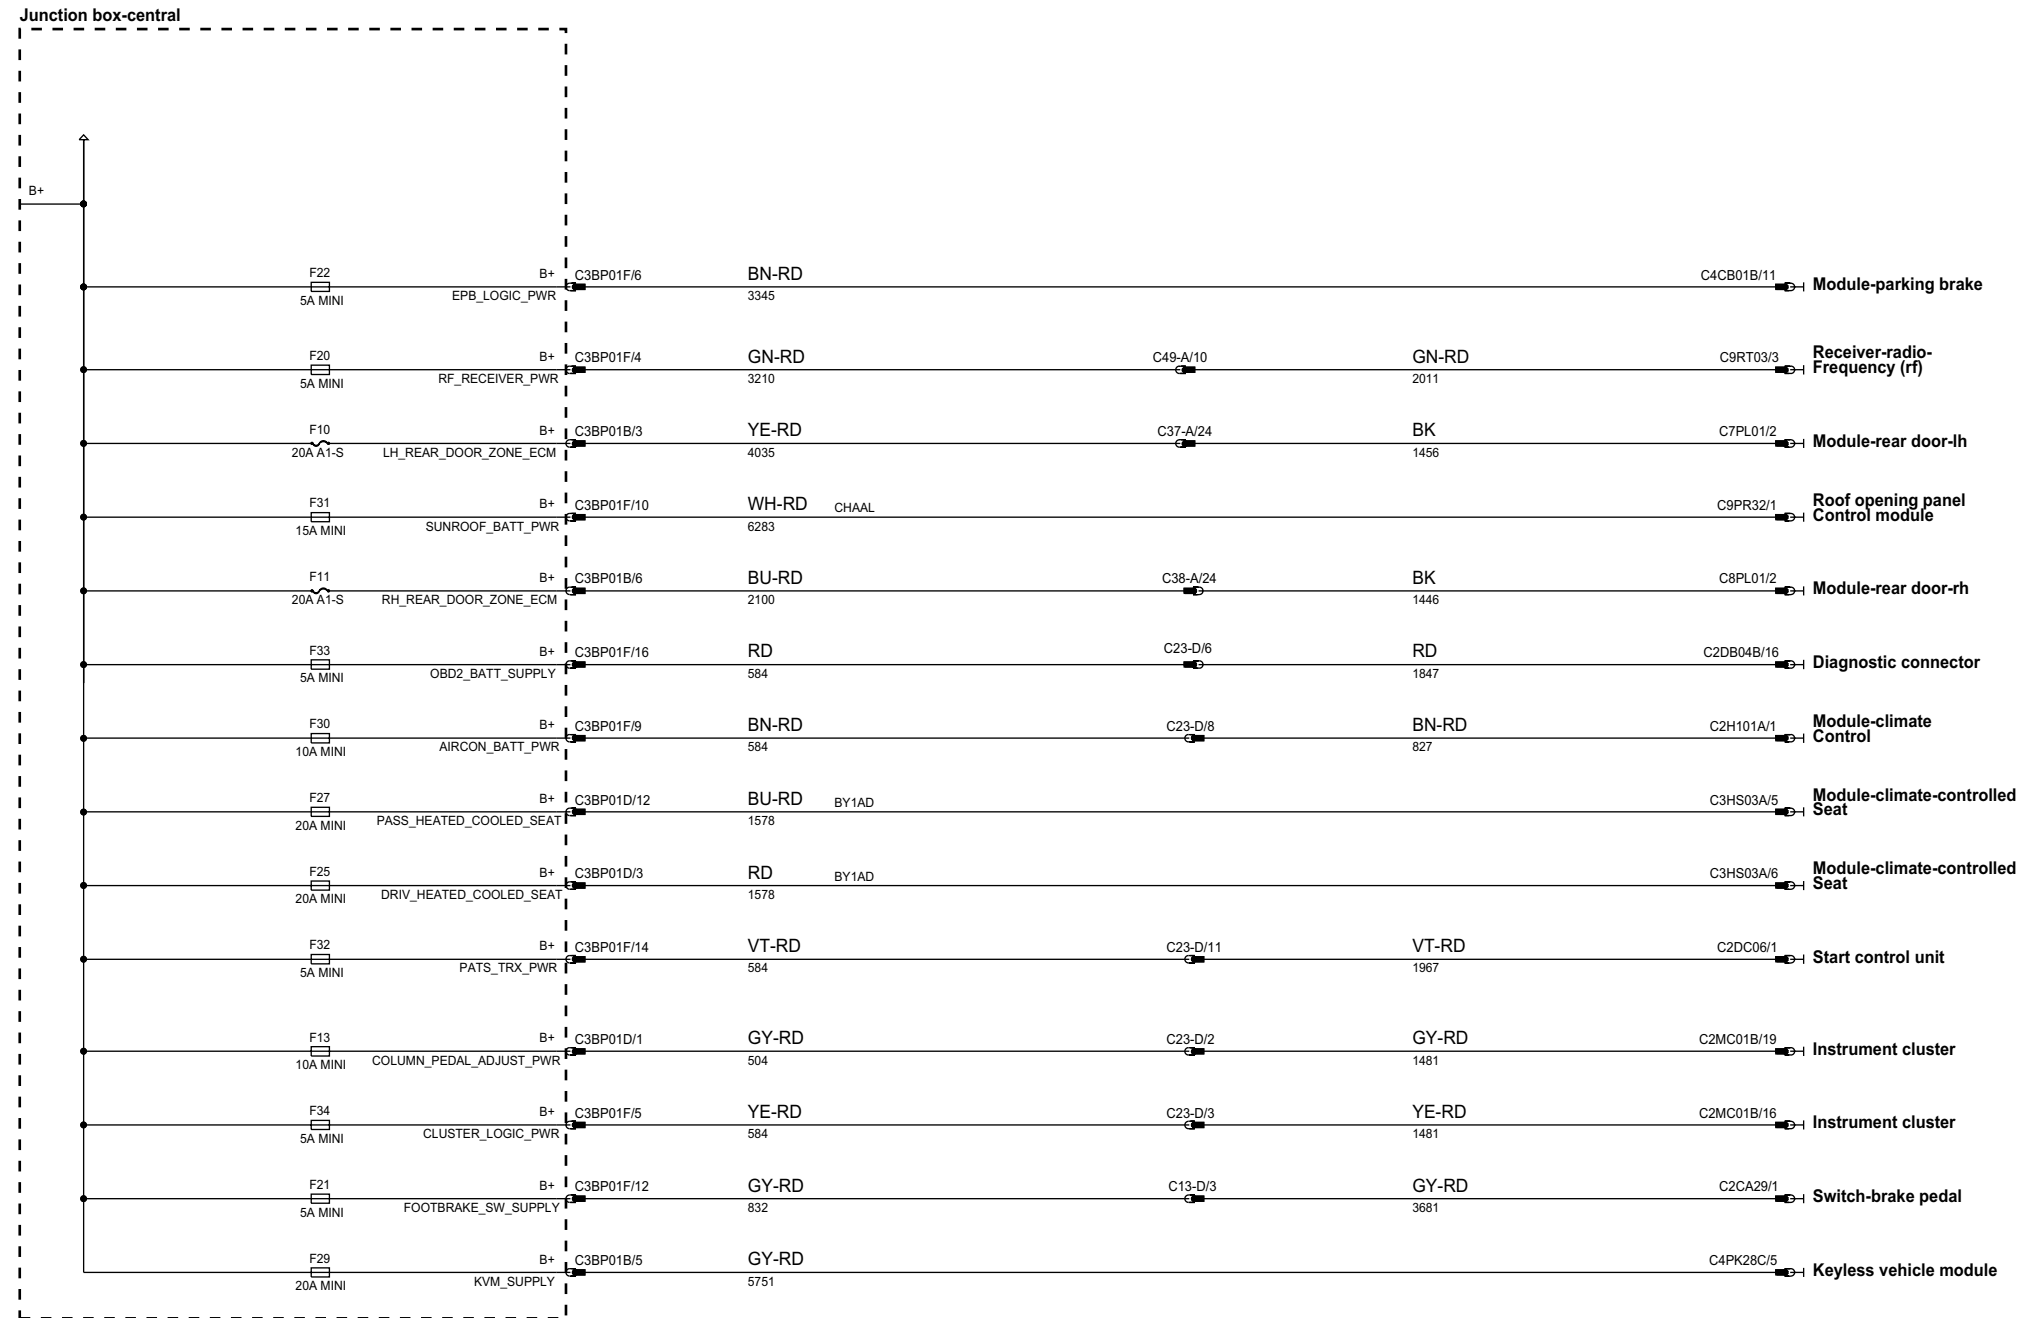 Junction box-central
B+
F22 B+ C3BP01F/6 BN-RD C4CB01B/11 Module-parking brake
5A MINI EPB_LOGIC_PWR 3345
F20 B+ C3BP01F/4 GN-RD C49-A/10 GN-RD C9RT03/3 Receiver-radio-
Frequency (rf)
5A MINI RF_RECEIVER_PWR 3210 2011
F10 B+ C3BP01B/3 YE-RD C37-A/24 BK C7PL01/2 Module-rear door-lh
20A A1-S LH_REAR_DOOR_ZONE_ECM 4035 1456
F31 B+ C3BP01F/10 WH-RD CHAAL C9PR32/1 Roof opening panel
Control module
15A MINI SUNROOF_BATT_PWR 6283
F11 B+ C3BP01B/6 BU-RD C38-A/24 BK C8PL01/2 Module-rear door-rh
20A A1-S RH_REAR_DOOR_ZONE_ECM 2100 1446
F33 B+ C3BP01F/16 RD C23-D/6 RD C2DB04B/16 Diagnostic connector
5A MINI OBD2_BATT_SUPPLY 584 1847
F30 B+ C3BP01F/9 BN-RD C23-D/8 BN-RD C2H101A/1 Module-climate
Control
10A MINI AIRCON_BATT_PWR 584 827
F27 B+ C3BP01D/12 BU-RD BY1AD C3HS03A/5 Module-climate-controlled
Seat
20A MINI PASS_HEATED_COOLED_SEAT 1578
F25 B+ C3BP01D/3 RD BY1AD C3HS03A/6 Module-climate-controlled
Seat
20A MINI DRIV_HEATED_COOLED_SEAT 1578
F32 B+ C3BP01F/14 VT-RD C23-D/11 VT-RD C2DC06/1 Start control unit
5A MINI PATS_TRX_PWR 584 1967
F13 B+ C3BP01D/1 GY-RD C23-D/2 GY-RD C2MC01B/19 Instrument cluster
10A MINI COLUMN_PEDAL_ADJUST_PWR 504 1481
F34 B+ C3BP01F/5 YE-RD C23-D/3 YE-RD C2MC01B/16 Instrument cluster
5A MINI CLUSTER_LOGIC_PWR 584 1481
F21 B+ C3BP01F/12 GY-RD C13-D/3 GY-RD C2CA29/1 Switch-brake pedal
5A MINI FOOTBRAKE_SW_SUPPLY 832 3681
F29 B+ C3BP01B/5 GY-RD C4PK28C/5 Keyless vehicle module
20A MINI KVM_SUPPLY 5751